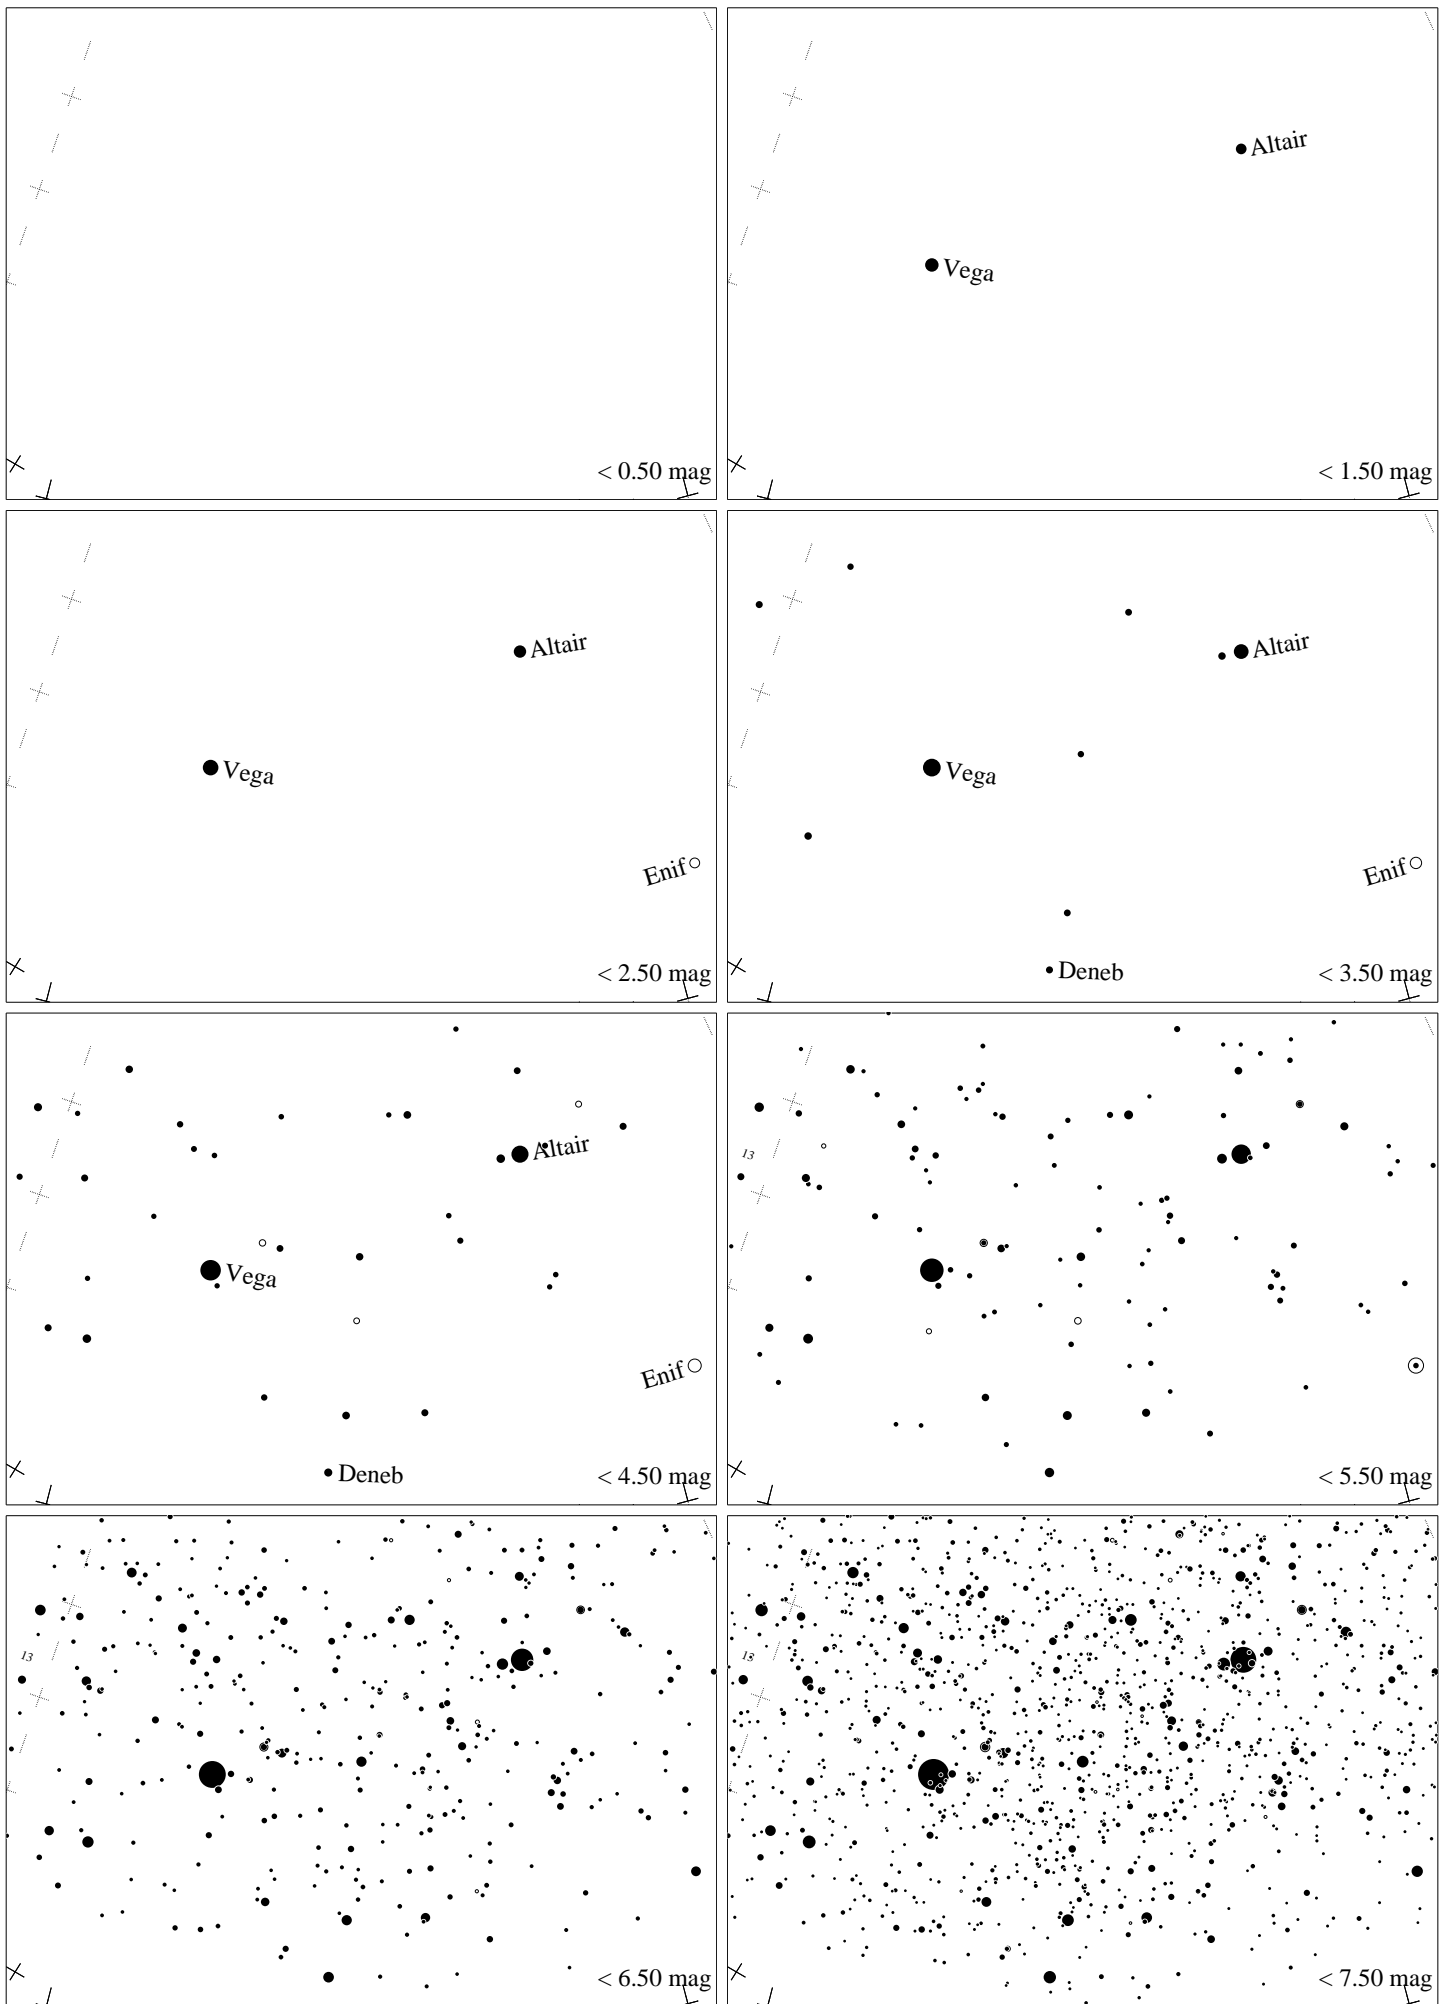 < 0.50 mag
Altair
Vega
< 1.50 mag
Altair
Vega
Enif
< 2.50 mag
Altair
Vega
Enif
Deneb
< 3.50 mag
Altair
Vega
Enif
Deneb
< 4.50 mag
13
< 5.50 mag
13
< 6.50 mag
13
< 7.50 mag